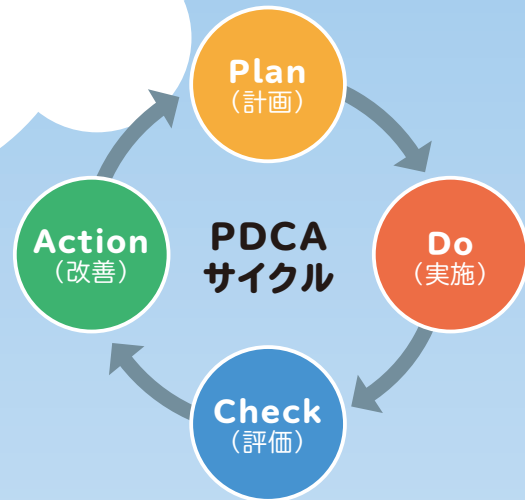 Plan
（計画）
Do
（実施）
Check
（評価）
Action
（改善）
PDCA
サイクル